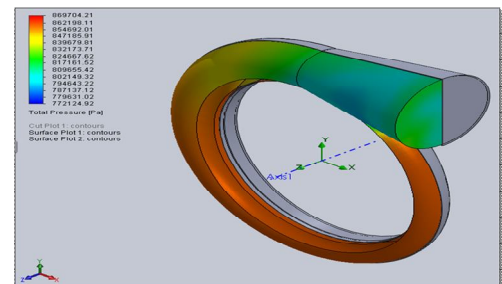 869704.21
862198.11
854692.01
847185.91
839679.81
832173.71
824667.62
817161.52
809655.42
802149.32
794643.22
787137.12
779631.02
772124.92
Total Pressure [Pa]
Cut Plot 1: contours
Surface Plot 1: contours
Surface Plot 2: contours
Y
Z
X
Axis1
Y
Z
X